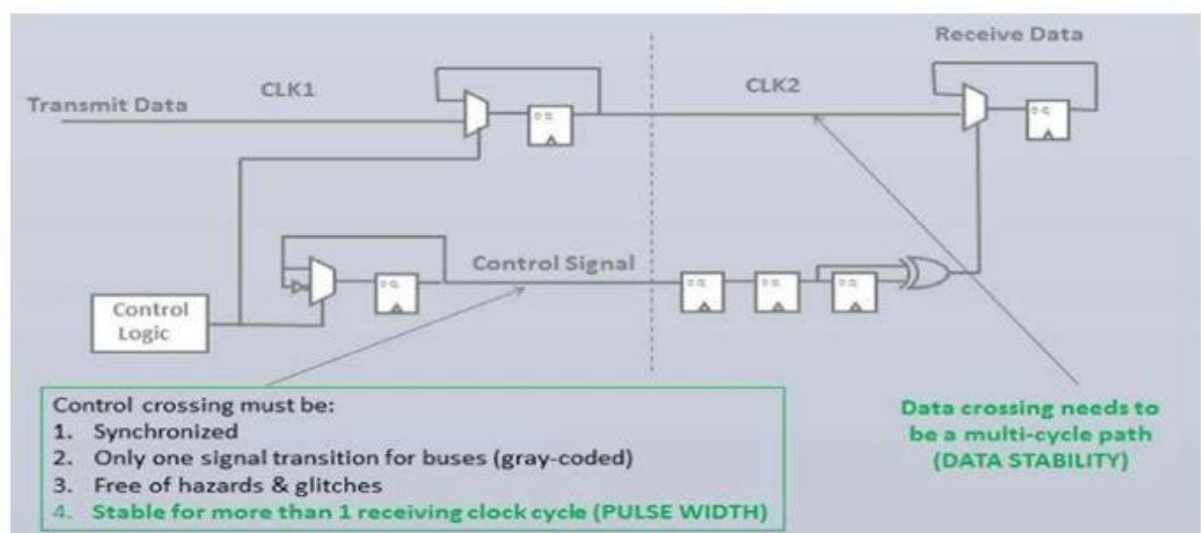 Receive Data
CLK1
CLK2
Transmit Data
Control Signal
Control
Logic
Control crossing must be:
1. Synchronized
2. Only one signal transition for buses (gray-coded)
3. Free of hazards & glitches
4. Stable for more than 1 receiving clock cycle (PULSE WIDTH)
Data crossing needs to
be a multi-cycle path
(DATA STABILITY)